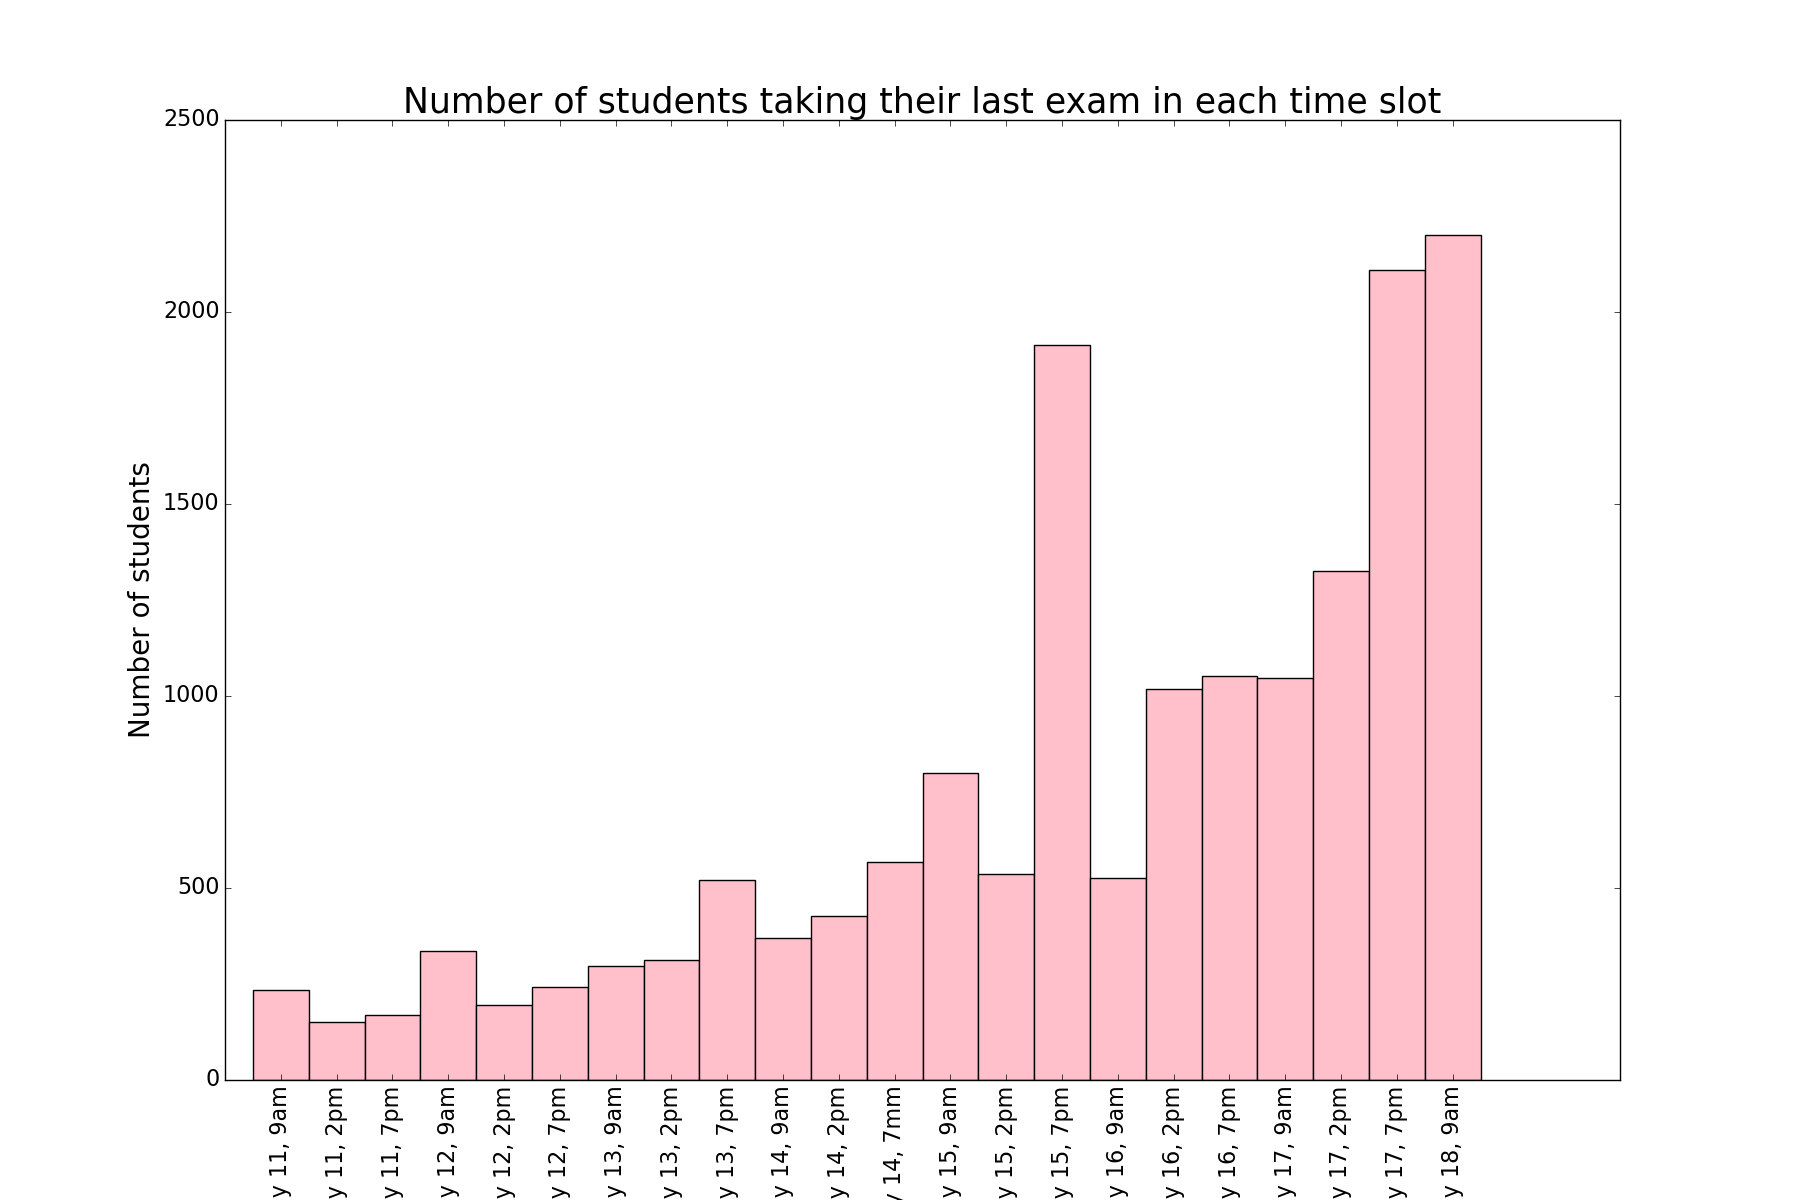 Number of students taking their last exam in each time slot
Number of students
2500
2000
1500
1000
500
0
y 11, 9am
y 11, 2pm
y 11, 7pm
y 12, 9am
y 12, 2pm
y 12, 7pm
y 13, 9am
y 13, 2pm
y 13, 7pm
y 14, 9am
y 14, 2pm
y 14, 7mm
y 15, 9am
y 15, 2pm
y 15, 7pm
y 16, 9am
y 16, 2pm
y 16, 7pm
y 17, 9am
y 17, 2pm
y 17, 7pm
y 18, 9am